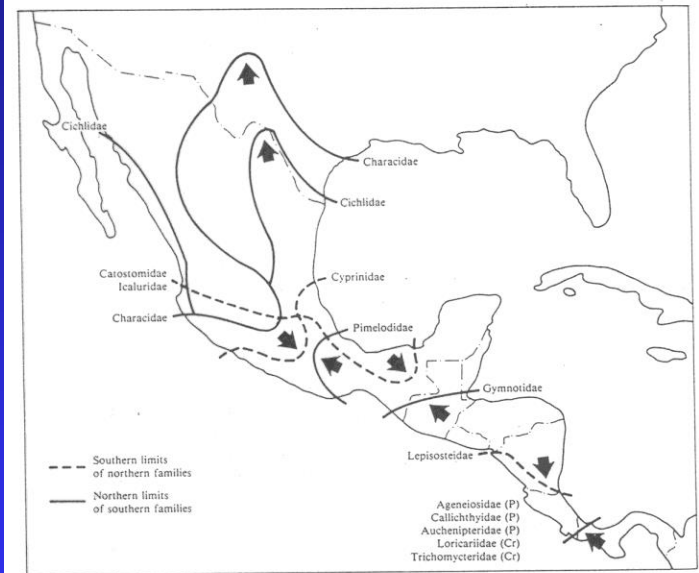 Cichlidae
Characidae
Cichlidae
Catostomidae
Icaluridae
Cyprinidae
Characidae
Pimelodidae
Gymnotidae
Lepisosteidae
Southern limits
of northern families
Northern limits
of southern families
Ageneiosidae (P)
Callichthyidae (P)
Auchenipteridae (P)
Loricariidae (Cr)
Trichomycteridae (Cr)